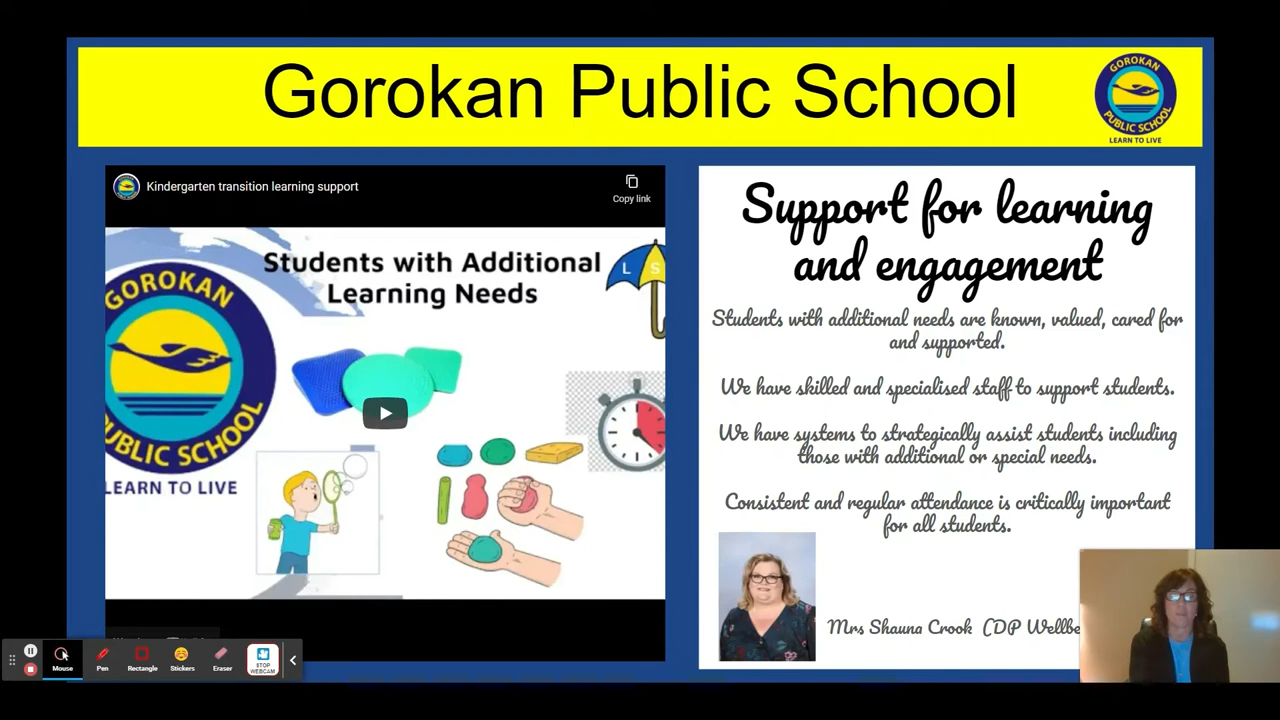 Gorokan Public School
GOROKAN
PUBLIC SCHOOL
LEARN TO LIVE
Kindergarten transition learning support
Copy link
Students with Additional
Learning Needs
L S
GOROKAN
PUBLIC SCHOOL
LEARN TO LIVE
Support for learning
and engagement
Students with additional needs are known, valued, cared for
and supported.
We have skilled and specialised staff to support students.
We have systems to strategically assist students including
those with additional or special needs.
Consistent and regular attendance is critically important
for all students.
Mrs Shauna Crook (DP Wellbe
Mouse
Pen
Rectangle
Stickers
Eraser
STOP
WEBCAM